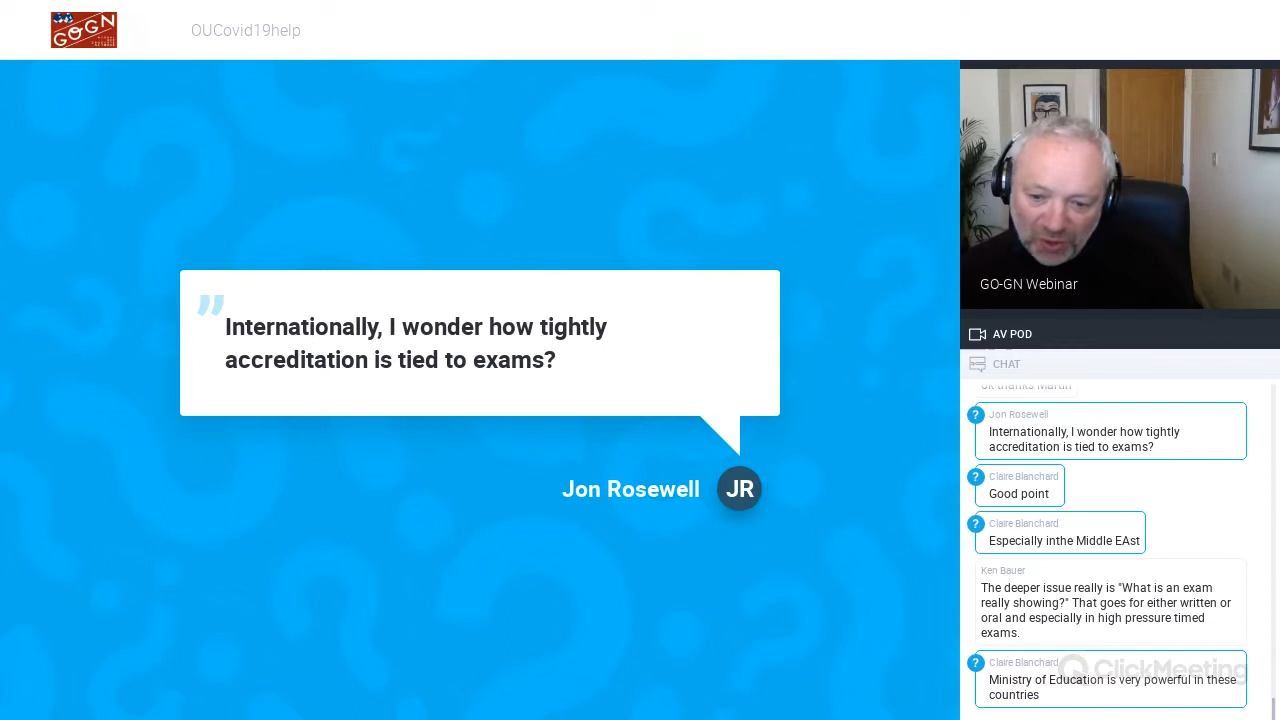 GOGN
OUCovid19help
Internationally, I wonder how tightly
accreditation is tied to exams?
Jon Rosewell
JR
GO-GN Webinar
AV POD
CHAT
thanks Martin
Jon Rosewell
Internationally, I wonder how tightly
accreditation is tied to exams?
Claire Blanchard
Good point
Claire Blanchard
Especially inthe Middle EAst
Ken Bauer
The deeper issue really is "What is an exam
really showing?" That goes for either written or
oral and especially in high pressure timed
exams.
Claire Blanchard
ClickMeeting
Ministry of Education is very powerful in these
countries